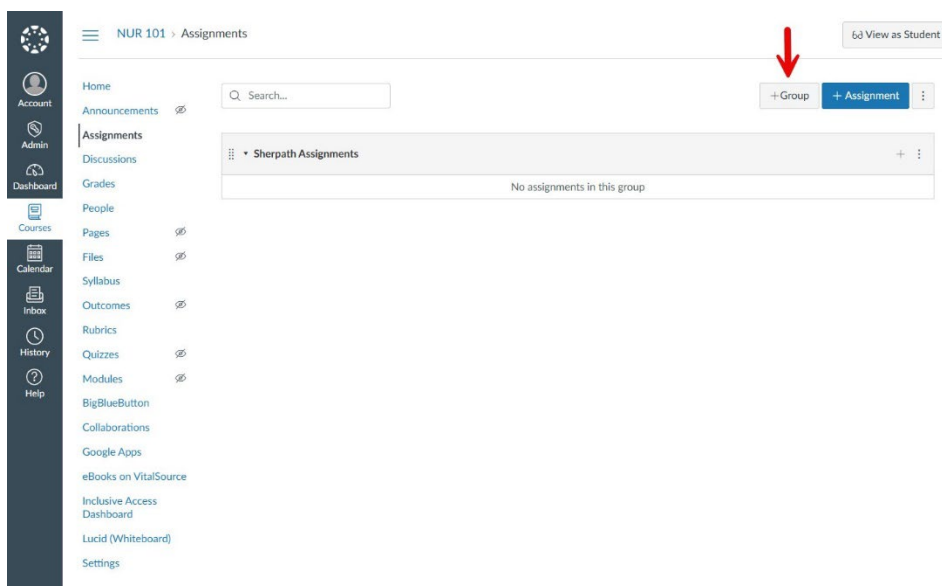 NUR 101 > Assignments
View as Student
Account
Admin
Dashboard
Courses
Calendar
Inbox
History
Help
Home
Announcements
Assignments
Discussions
Grades
People
Pages
Files
Syllabus
Outcomes
Rubrics
Quizzes
Modules
BigBlueButton
Collaborations
Google Apps
eBooks on VitalSource
Inclusive Access
Dashboard
Lucid (Whiteboard)
Settings
Search...
+Group
+ Assignment
Sherpath Assignments
No assignments in this group